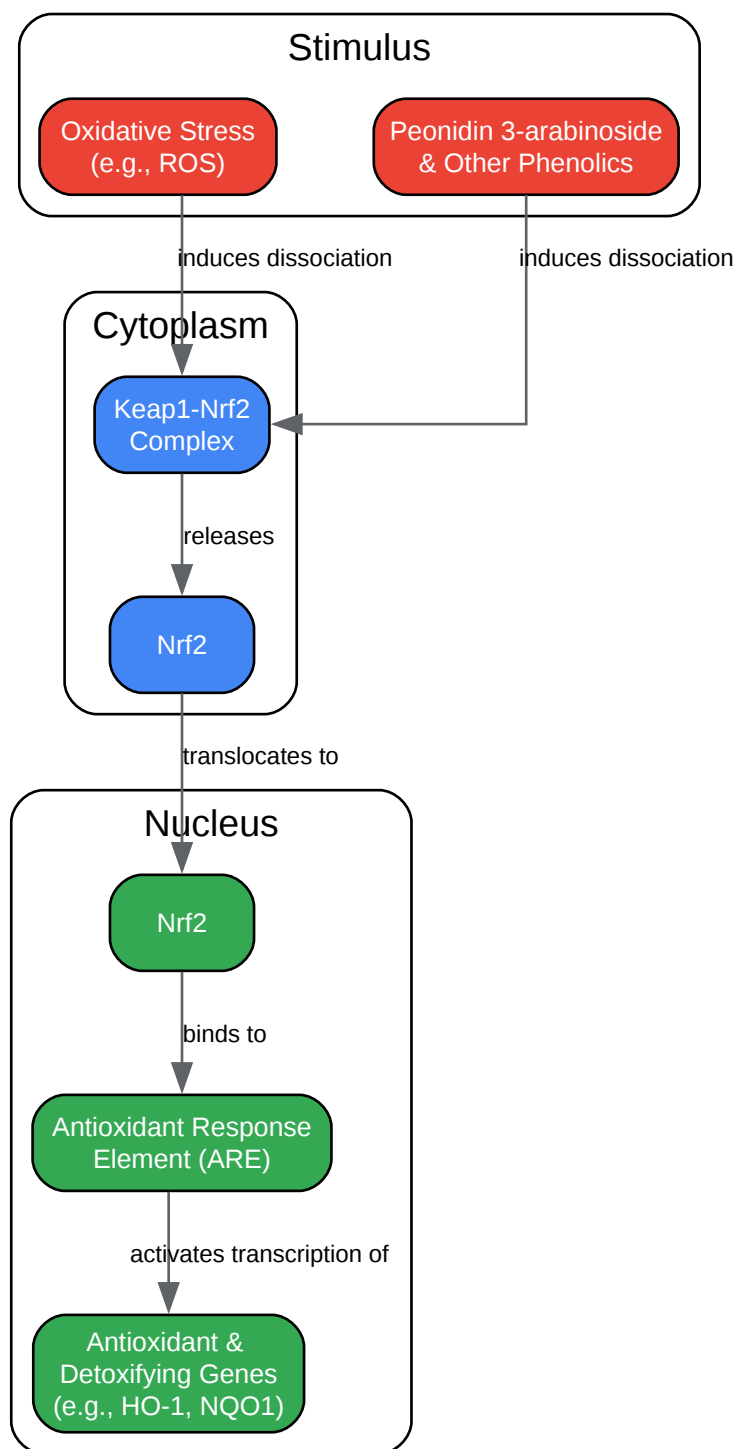 Stimulus
Oxidative Stress
(e.g., ROS)
Peonidin 3-arabinoside
& Other Phenolics
induces dissociation
induces dissociation
Cytoplasm
Keap1-Nrf2
Complex
releases
Nrf2
translocates to
Nucleus
Nrf2
binds to
Antioxidant Response
Element (ARE)
activates transcription of
Antioxidant &
Detoxifying Genes
(e.g., HO-1, NQO1)